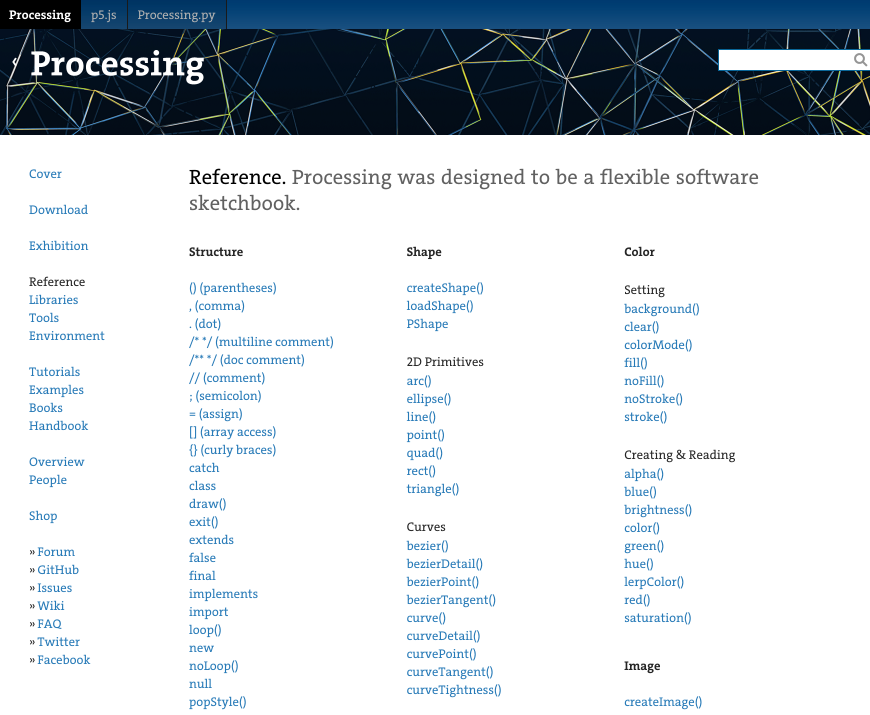 Processing
p5.js
Processing.py
‹ Processing
Cover
Download
Exhibition
Reference
Libraries
Tools
Environment
Tutorials
Examples
Books
Handbook
Overview
People
Shop
» Forum
» GitHub
» Issues
» Wiki
» FAQ
» Twitter
» Facebook
Reference. Processing was designed to be a flexible software
sketchbook.
Structure
() (parentheses)
, (comma)
. (dot)
/* */ (multiline comment)
/** */ (doc comment)
// (comment)
; (semicolon)
= (assign)
[] (array access)
{} (curly braces)
catch
class
draw()
exit()
extends
false
final
implements
import
loop()
new
noLoop()
null
popStyle()
Shape
createShape()
loadShape()
PShape
2D Primitives
arc()
ellipse()
line()
point()
quad()
rect()
triangle()
Curves
bezier()
bezierDetail()
bezierPoint()
bezierTangent()
curve()
curveDetail()
curvePoint()
curveTangent()
curveTightness()
Color
Setting
background()
clear()
colorMode()
fill()
noFill()
noStroke()
stroke()
Creating & Reading
alpha()
blue()
brightness()
color()
green()
hue()
lerpColor()
red()
saturation()
Image
createImage()